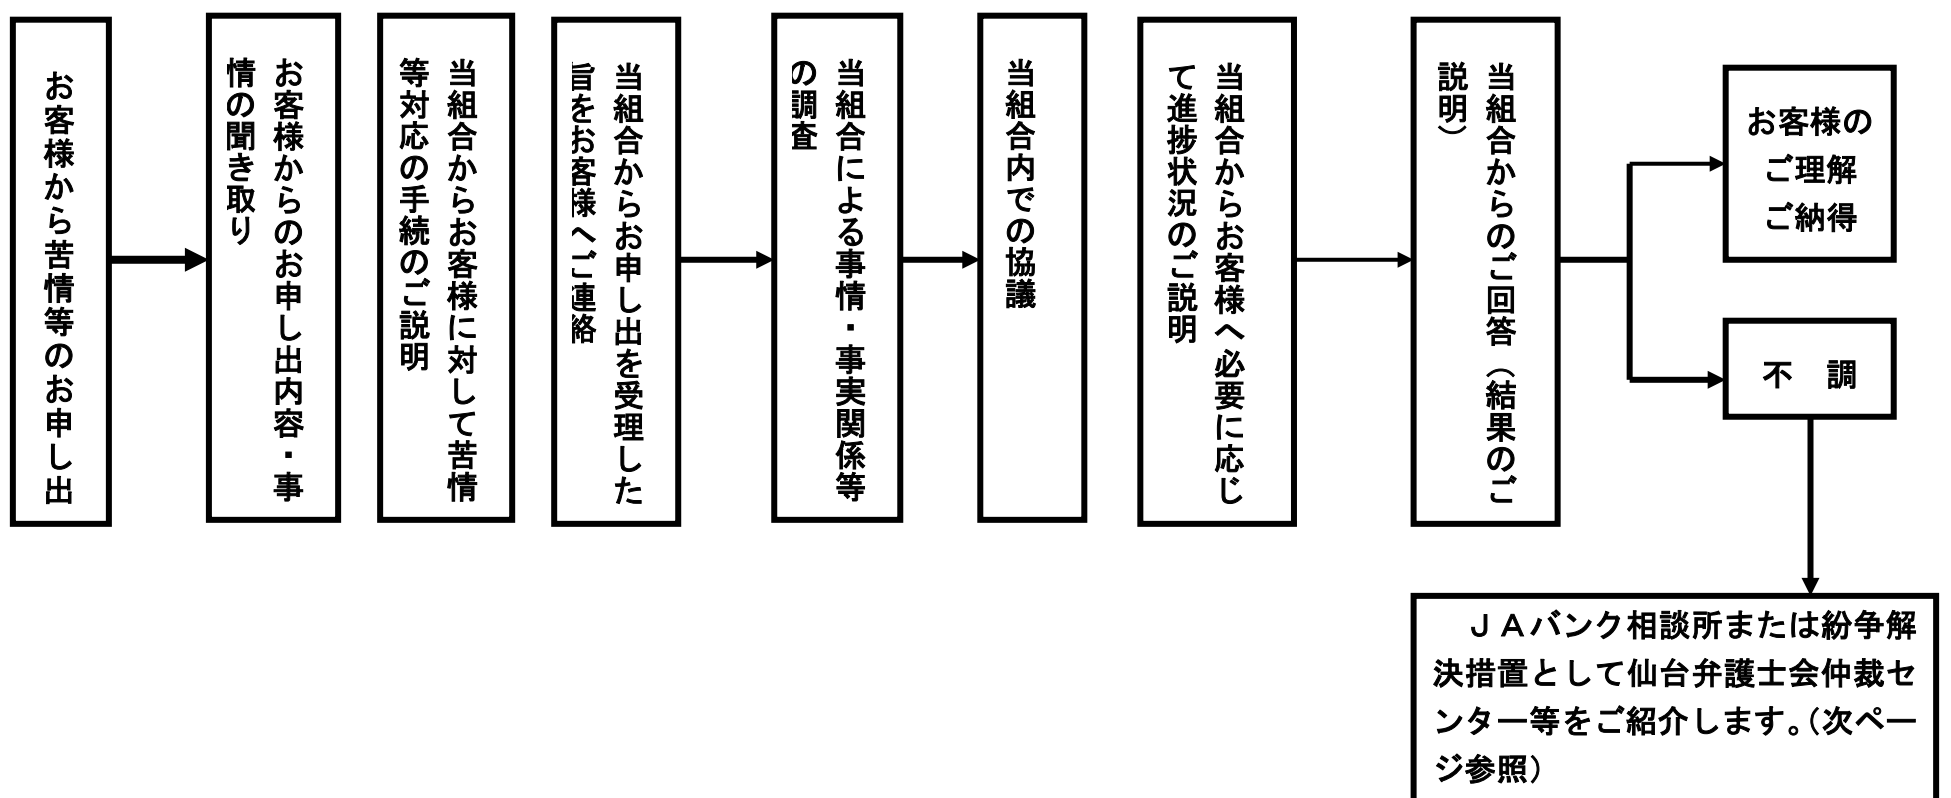 お客様から苦情等のお申し出
お客様からのお申し出内容・事
情の聞き取り
当組合からお客様に対して苦情
等対応の手続のご説明
当組合からお申し出を受理した
旨をお客様へご連絡
当組合による事情・事実関係等
の調査
当組合内での協議
当組合からお客様へ必要に応じ
て進捗状況のご説明
当組合からのご回答（結果のご
説明）
お客様の
ご理解
ご納得
不　調
ＪＡバンク相談所または紛争解
決措置として仙台弁護士会仲裁セ
ンター等をご紹介します。（次ペー
ジ参照）